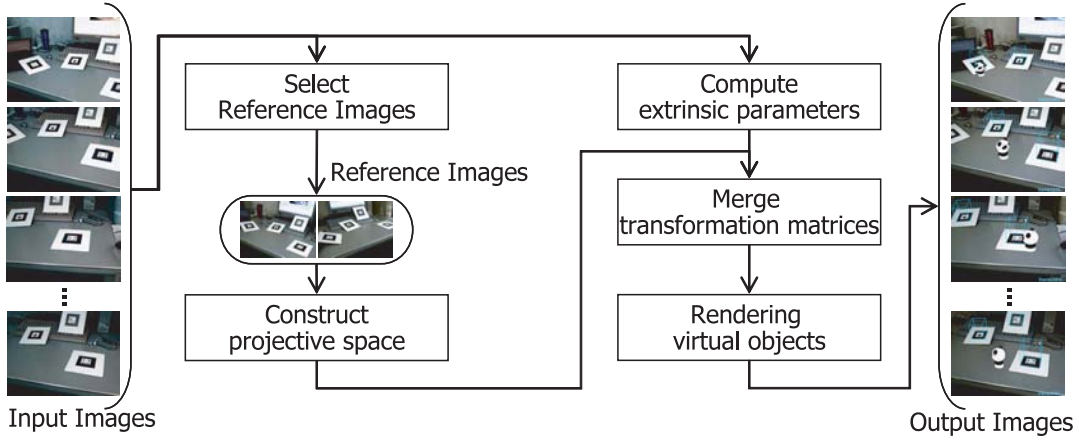 Select
Reference Images
Reference Images
Construct
projective space
Compute
extrinsic parameters
Merge
transformation matrices
Rendering
virtual objects
Input Images
Output Images